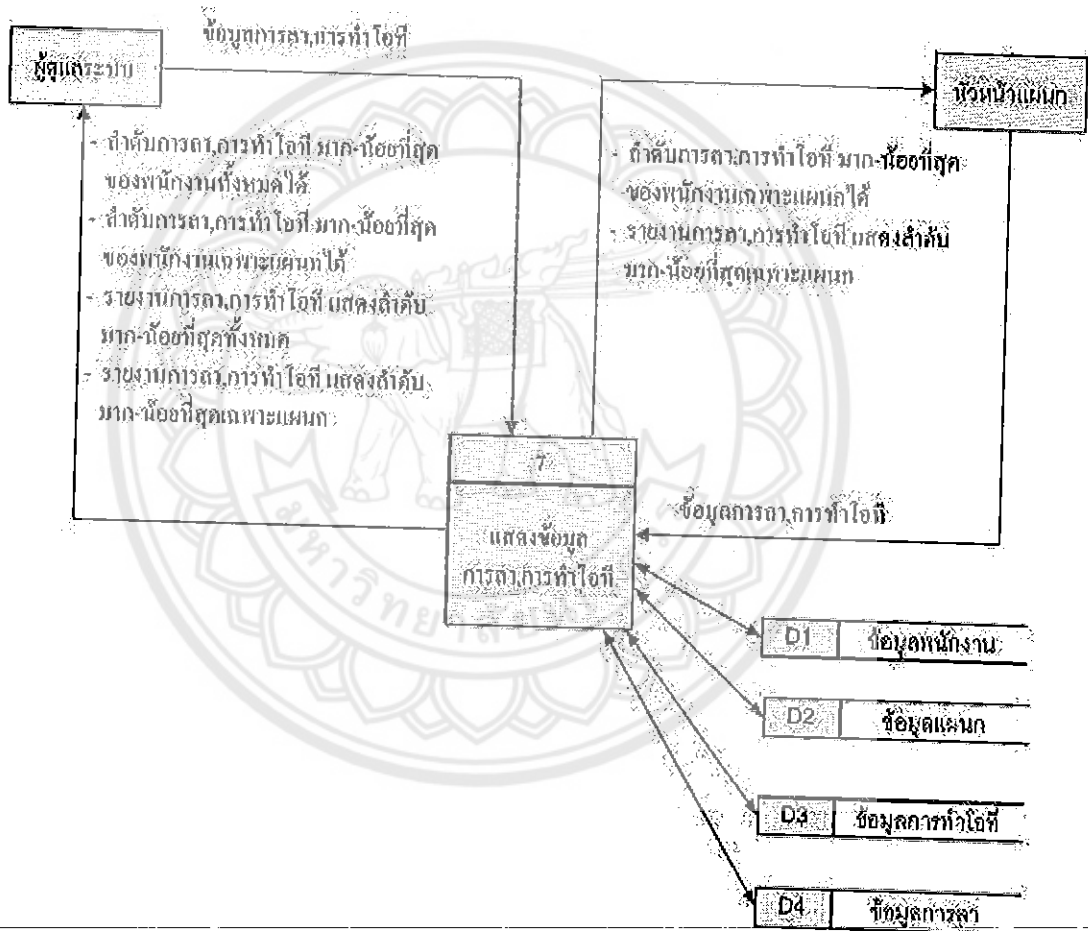 ข้อมูลการลา,การทำโอที
ผู้ดูแลระบบ
หัวหน้าแผนก
- ลำดับการลา,การทำโอที มาก-น้อยที่สุด
ของพนักงานทั้งหมดได้
- ลำดับการลา,การทำโอที มาก-น้อยที่สุด
ของพนักงานเฉพาะแผนกได้
- รายงานการลา,การทำโอที แสดงลำดับ
มาก-น้อยที่สุดทั้งหมด
- รายงานการลา,การทำโอที แสดงลำดับ
มาก-น้อยที่สุดเฉพาะแผนก
- ลำดับการลา,การทำโอที มาก-น้อยที่สุด
ของพนักงานเฉพาะแผนกได้
- รายงานการลา,การทำโอที แสดงลำดับ
มาก-น้อยที่สุดเฉพาะแผนก
7
แสดงข้อมูล
การลา,การทำโอที
ข้อมูลการลา,การทำโอที
D1 ข้อมูลพนักงาน
D2 ข้อมูลแผนก
D3 ข้อมูลการทำโอที
D4 ข้อมูลการลา